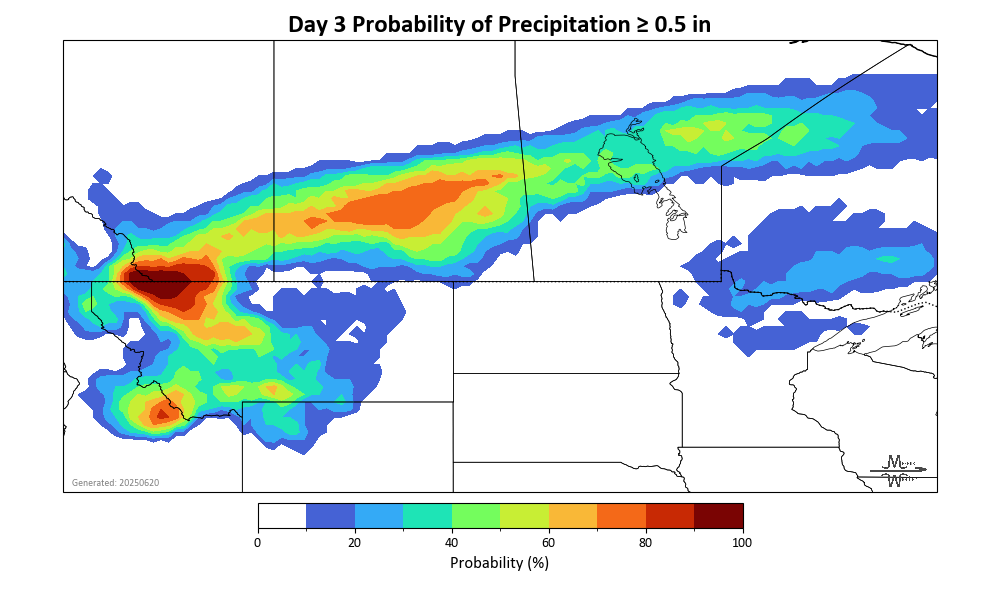 Day 3 Probability of Precipitation ≥ 0.5 in
Generated: 20250620
0 20 40 60 80 100
Probability (%)